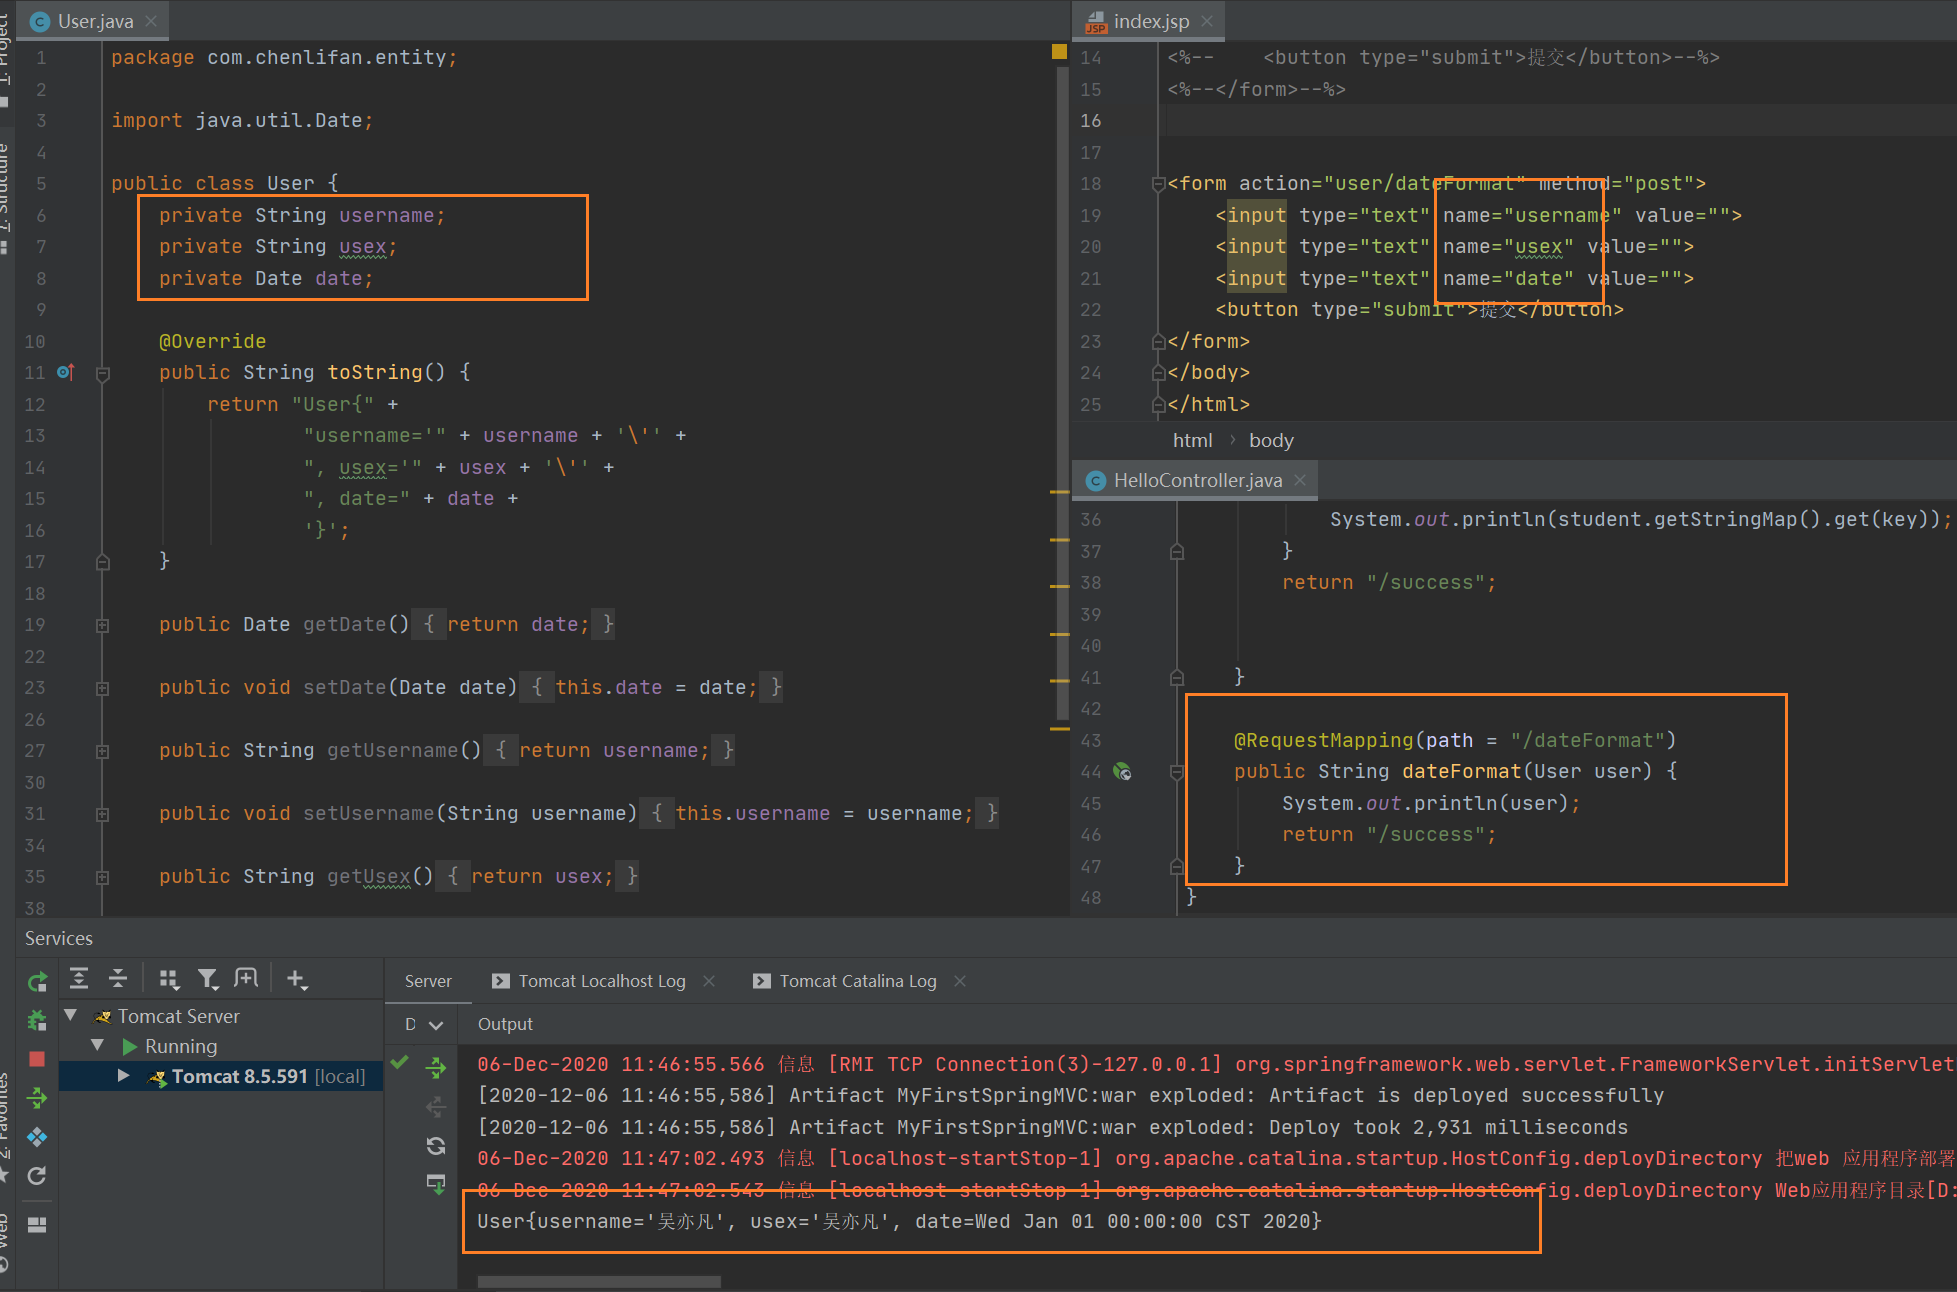 User.java
1 package com.chenlifan.entity;
2
3 import java.util.Date;
4
5 public class User {
6 private String username;
7 private String usex;
8 private Date date;
9
10 @Override
11 public String toString() {
12 return "User{" +
13 "username='" + username + '\'' +
14 ", usex='" + usex + '\'' +
15 ", date=" + date +
16 '}';
17 }
18
19 public Date getDate() { return date; }
22
23 public void setDate(Date date) { this.date = date; }
26
27 public String getUsername() { return username; }
30
31 public void setUsername(String username) { this.username = username; }
34
35 public String getUsex() { return usex; }
38
index.jsp
14 <%-- <button type="submit">提交</button>--%>
15 <%--</form>--%>
16
17
18 <form action="user/dateFormat" method="post">
19 <input type="text" name="username" value="">
20 <input type="text" name="usex" value="">
21 <input type="text" name="date" value="">
22 <button type="submit">提交</button>
23 </form>
24 </body>
25 </html>
html › body
HelloController.java
36 System.out.println(student.getStringMap().get(key));
37 }
38 return "/success";
39
40
41 }
42
43 @RequestMapping(path = "/dateFormat")
44 public String dateFormat(User user) {
45 System.out.println(user);
46 return "/success";
47 }
48 }
1: Project
7: Structure
2: Favorites
Web
Services
Tomcat Server
Running
Tomcat 8.5.591 [local]
Server
Tomcat Localhost Log
Tomcat Catalina Log
D
Output
06-Dec-2020 11:46:55.566 信息 [RMI TCP Connection(3)-127.0.0.1] org.springframework.web.servlet.FrameworkServlet.initServlet
[2020-12-06 11:46:55,586] Artifact MyFirstSpringMVC:war exploded: Artifact is deployed successfully
[2020-12-06 11:46:55,586] Artifact MyFirstSpringMVC:war exploded: Deploy took 2,931 milliseconds
06-Dec-2020 11:47:02.493 信息 [localhost-startStop-1] org.apache.catalina.startup.HostConfig.deployDirectory 把web 应用程序部署
06-Dec-2020 11:47:02.543 信息 [localhost-startStop-1] org.apache.catalina.startup.HostConfig.deployDirectory Web应用程序目录[D:
User{username='吴亦凡', usex='吴亦凡', date=Wed Jan 01 00:00:00 CST 2020}